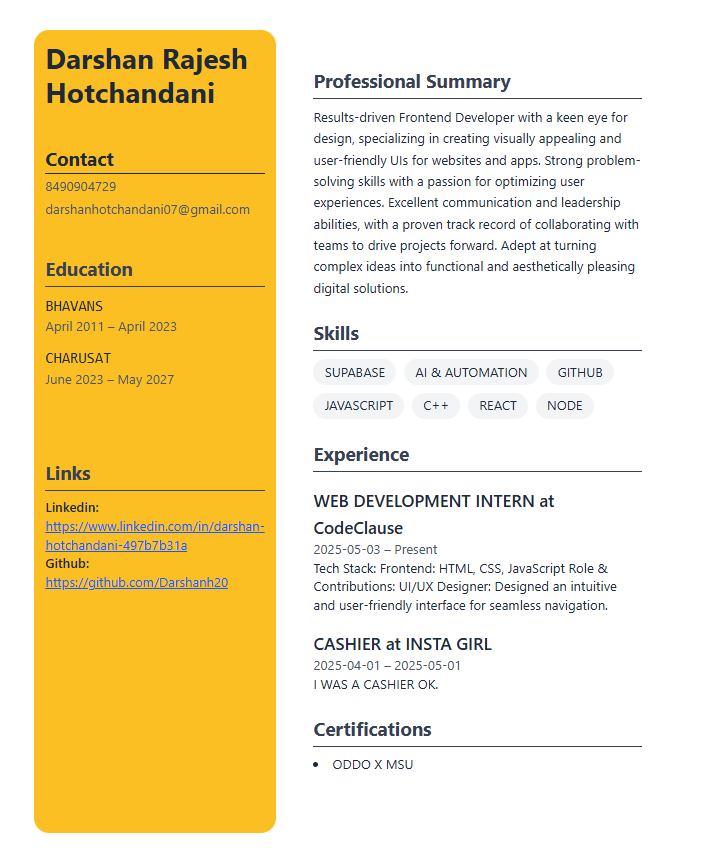 Darshan Rajesh
Hotchandani
Contact
8490904729
darshanhotchandani07@gmail.com
Education
BHAVANS
April 2011 – April 2023
CHARUSAT
June 2023 – May 2027
Links
Linkedin:
https://www.linkedin.com/in/darshan-
hotchandani-497b7b31a
Github:
https://github.com/Darshanh20
Professional Summary
Results-driven Frontend Developer with a keen eye for
design, specializing in creating visually appealing and
user-friendly UIs for websites and apps. Strong problem-
solving skills with a passion for optimizing user
experiences. Excellent communication and leadership
abilities, with a proven track record of collaborating with
teams to drive projects forward. Adept at turning
complex ideas into functional and aesthetically pleasing
digital solutions.
Skills
SUPABASE AI & AUTOMATION GITHUB
JAVASCRIPT C++ REACT NODE
Experience
WEB DEVELOPMENT INTERN at
CodeClause
2025-05-03 – Present
Tech Stack: Frontend: HTML, CSS, JavaScript Role &
Contributions: UI/UX Designer: Designed an intuitive
and user-friendly interface for seamless navigation.
CASHIER at INSTA GIRL
2025-04-01 – 2025-05-01
I WAS A CASHIER OK.
Certifications
• ODDO X MSU